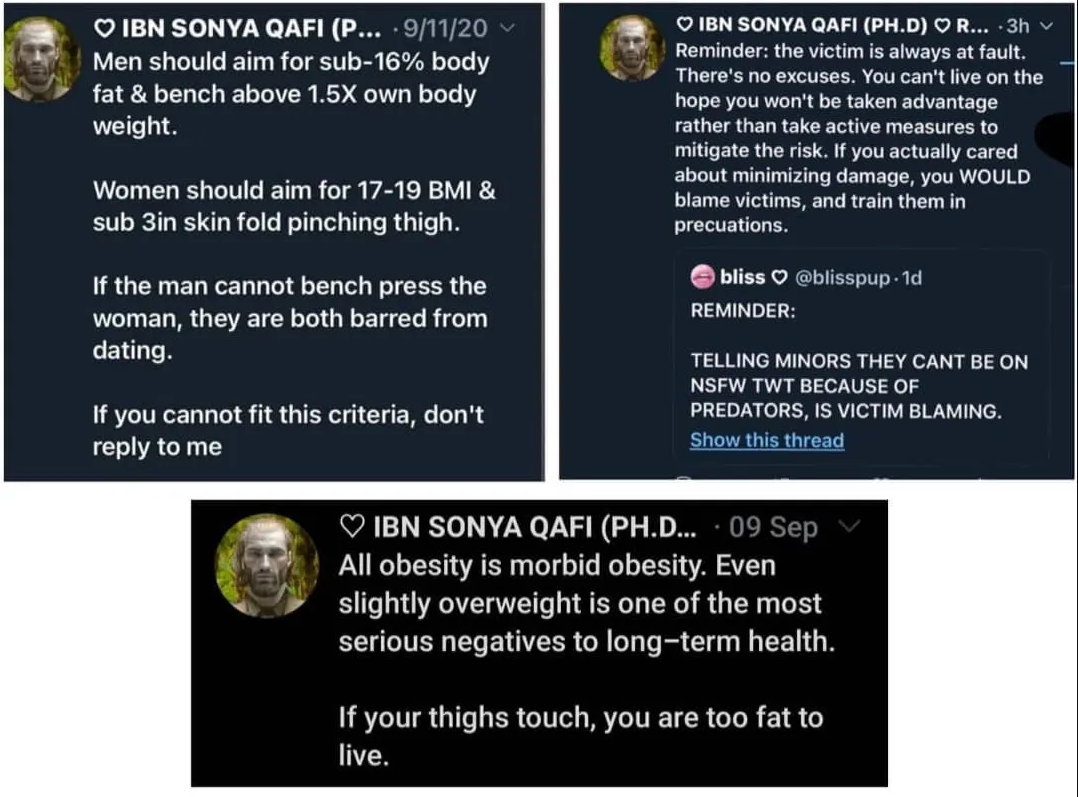 ♡ IBN SONYA QAFI (P... · 9/11/20
Men should aim for sub-16% body
fat & bench above 1.5X own body
weight.
Women should aim for 17-19 BMI &
sub 3in skin fold pinching thigh.
If the man cannot bench press the
woman, they are both barred from
dating.
If you cannot fit this criteria, don't
reply to me
♡ IBN SONYA QAFI (PH.D) ♡ R... · 3h
Reminder: the victim is always at fault.
There's no excuses. You can't live on the
hope you won't be taken advantage
rather than take active measures to
mitigate the risk. If you actually cared
about minimizing damage, you WOULD
blame victims, and train them in
precuations.
bliss ♡ @blisspup · 1d
REMINDER:
TELLING MINORS THEY CANT BE ON
NSFW TWT BECAUSE OF
PREDATORS, IS VICTIM BLAMING.
Show this thread
♡ IBN SONYA QAFI (PH.D... · 09 Sep
All obesity is morbid obesity. Even
slightly overweight is one of the most
serious negatives to long-term health.
If your thighs touch, you are too fat to
live.